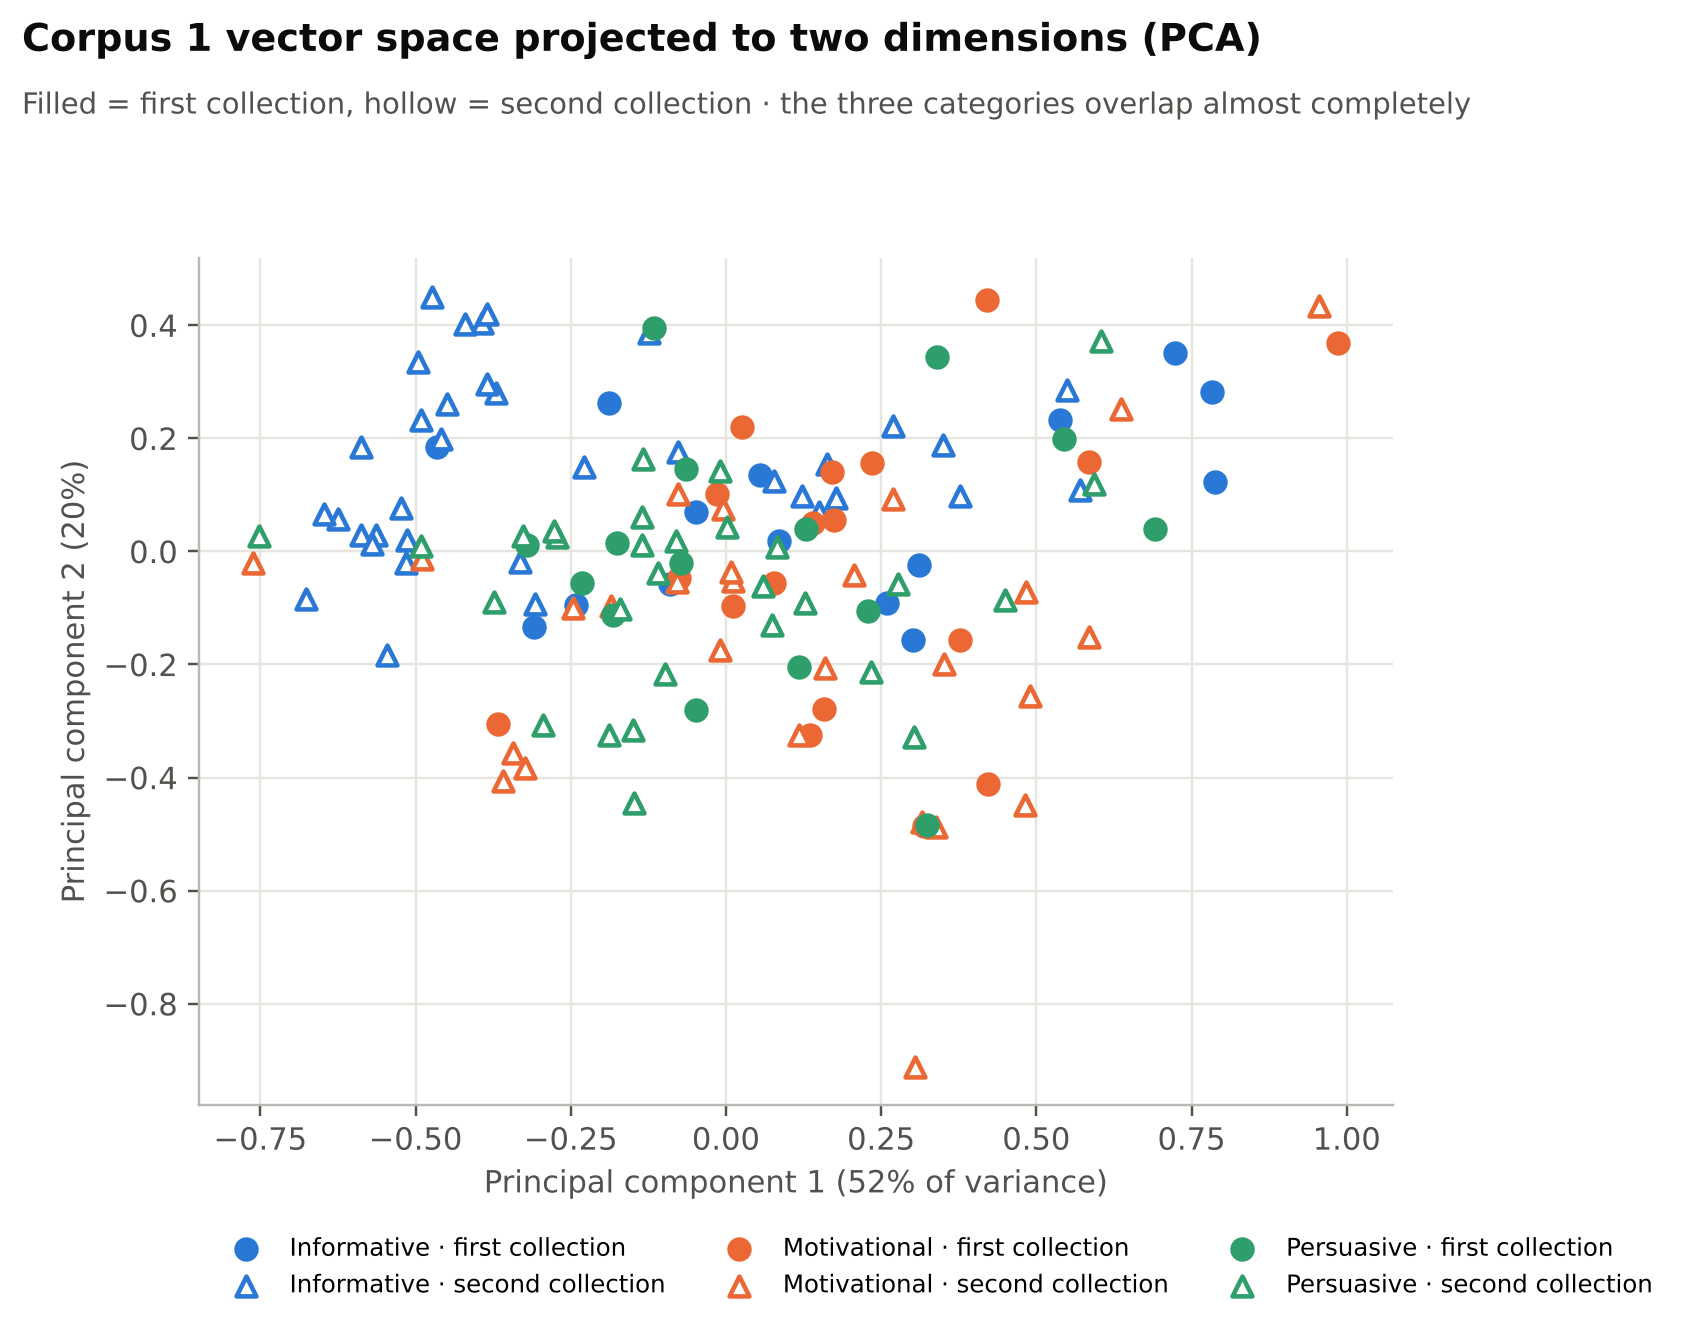 Corpus 1 vector space projected to two dimensions (PCA)
Filled = first collection, hollow = second collection · the three categories overlap almost completely
Principal component 2 (20%)
0.4
0.2
0.0
−0.2
−0.4
−0.6
−0.8
−0.75 −0.50 −0.25 0.00 0.25 0.50 0.75 1.00
Principal component 1 (52% of variance)
Informative · first collection Motivational · first collection Persuasive · first collection
Informative · second collection Motivational · second collection Persuasive · second collection